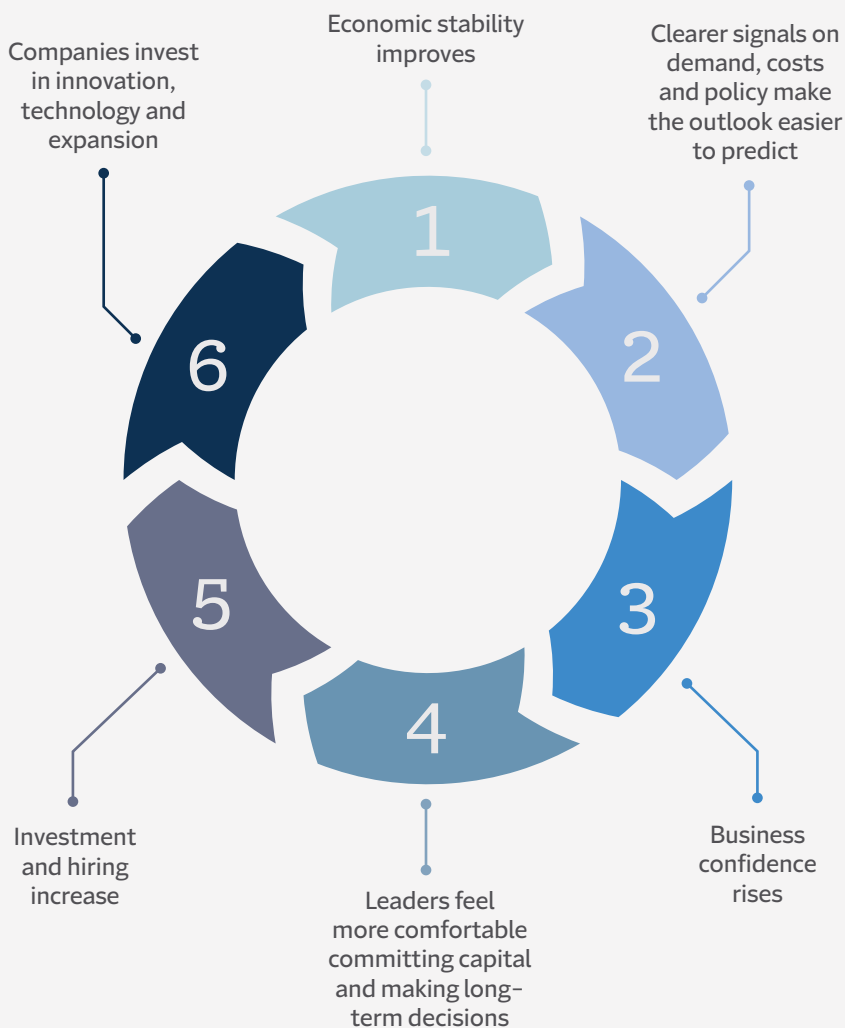 Economic stability
improves
1
Clearer signals on
demand, costs
and policy make
the outlook easier
to predict
2
3
Business
confidence
rises
4
Leaders feel
more comfortable
committing capital
and making long-
term decisions
5
Investment
and hiring
increase
Companies invest
in innovation,
technology and
expansion
6